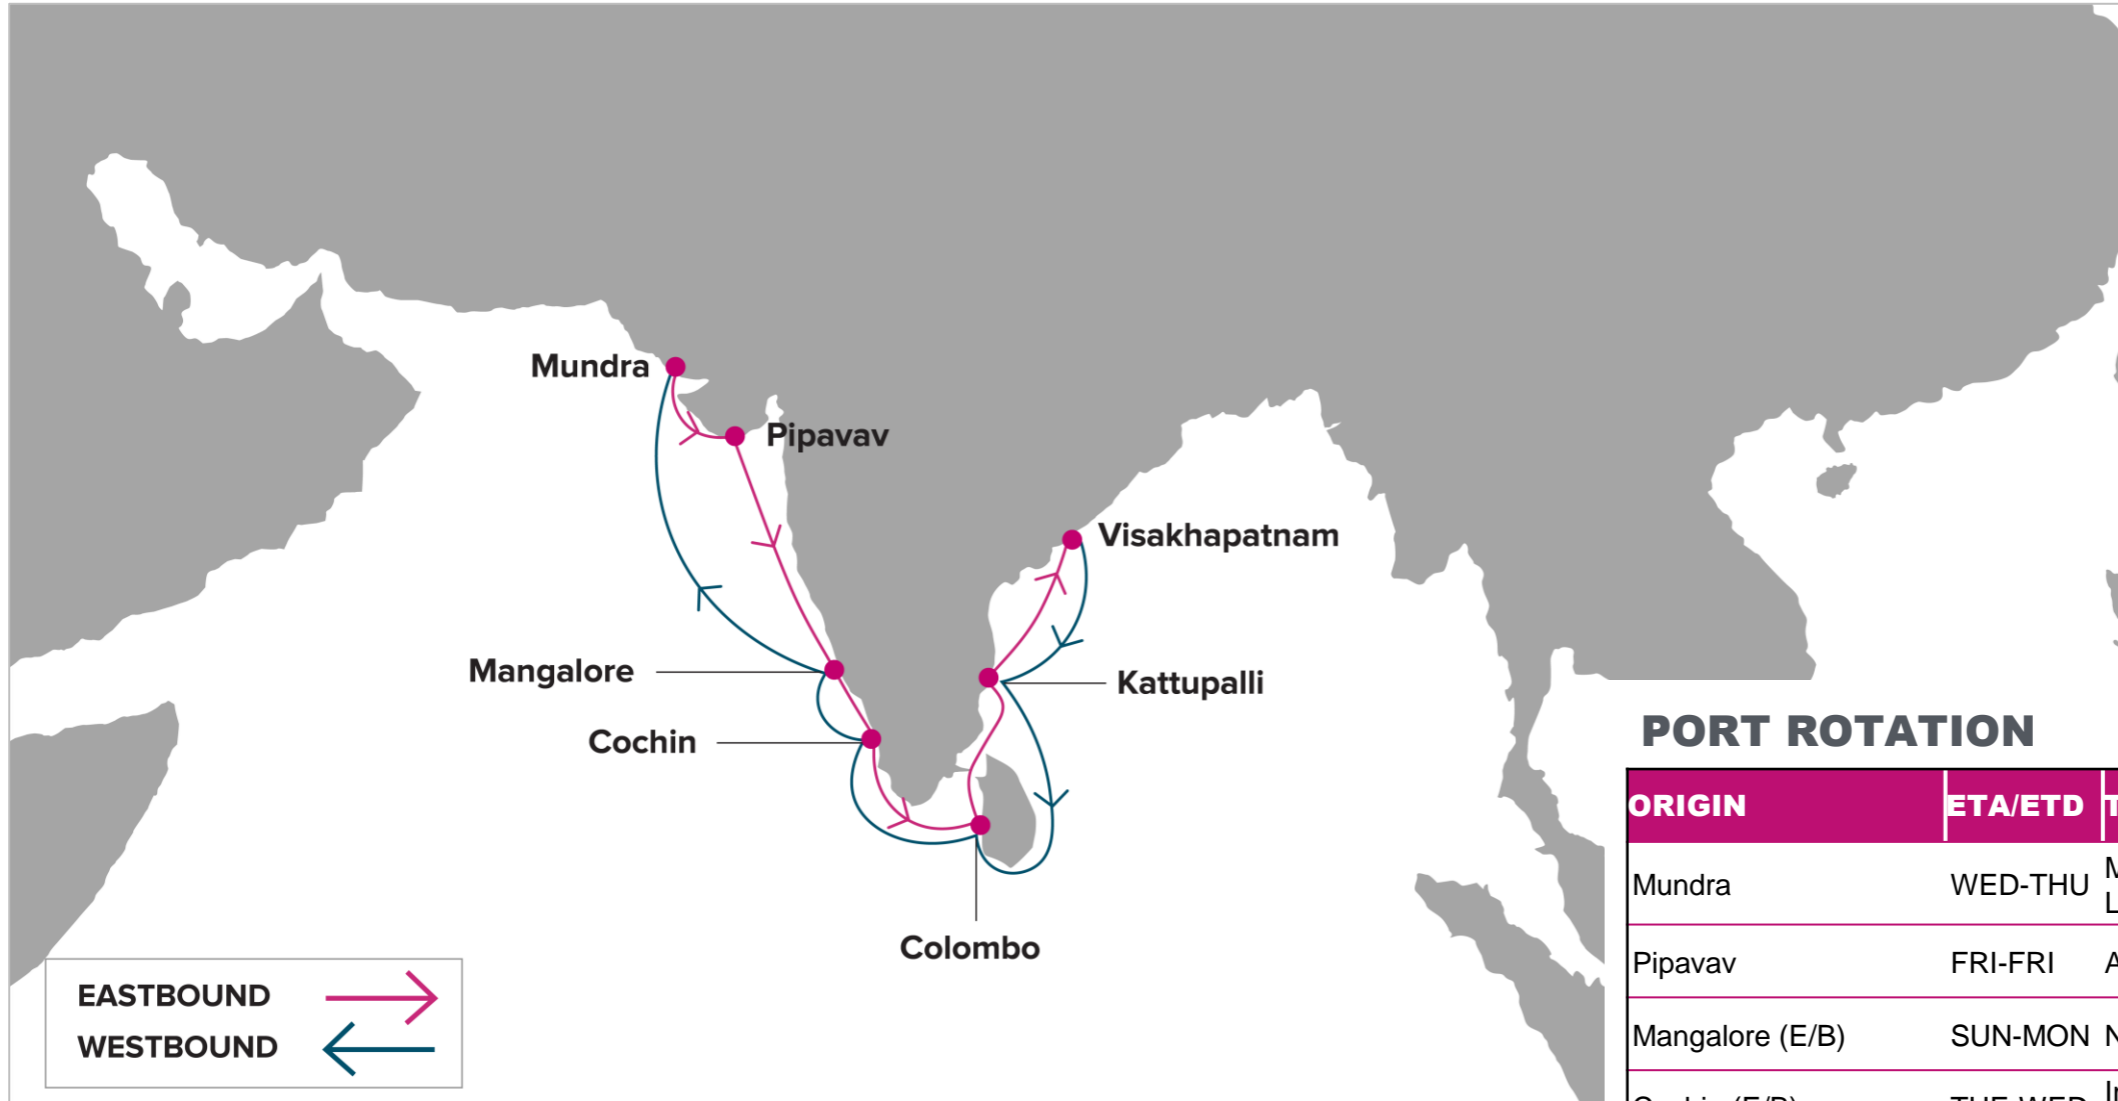 Mundra
Pipavav
Visakhapatnam
Mangalore
Kattupalli
Cochin
Colombo
EASTBOUND
WESTBOUND
PORT ROTATION
ORIGIN ETA/ETD
Mundra WED-THU
Pipavav FRI-FRI
Mangalore (E/B) SUN-MON
(E/B)